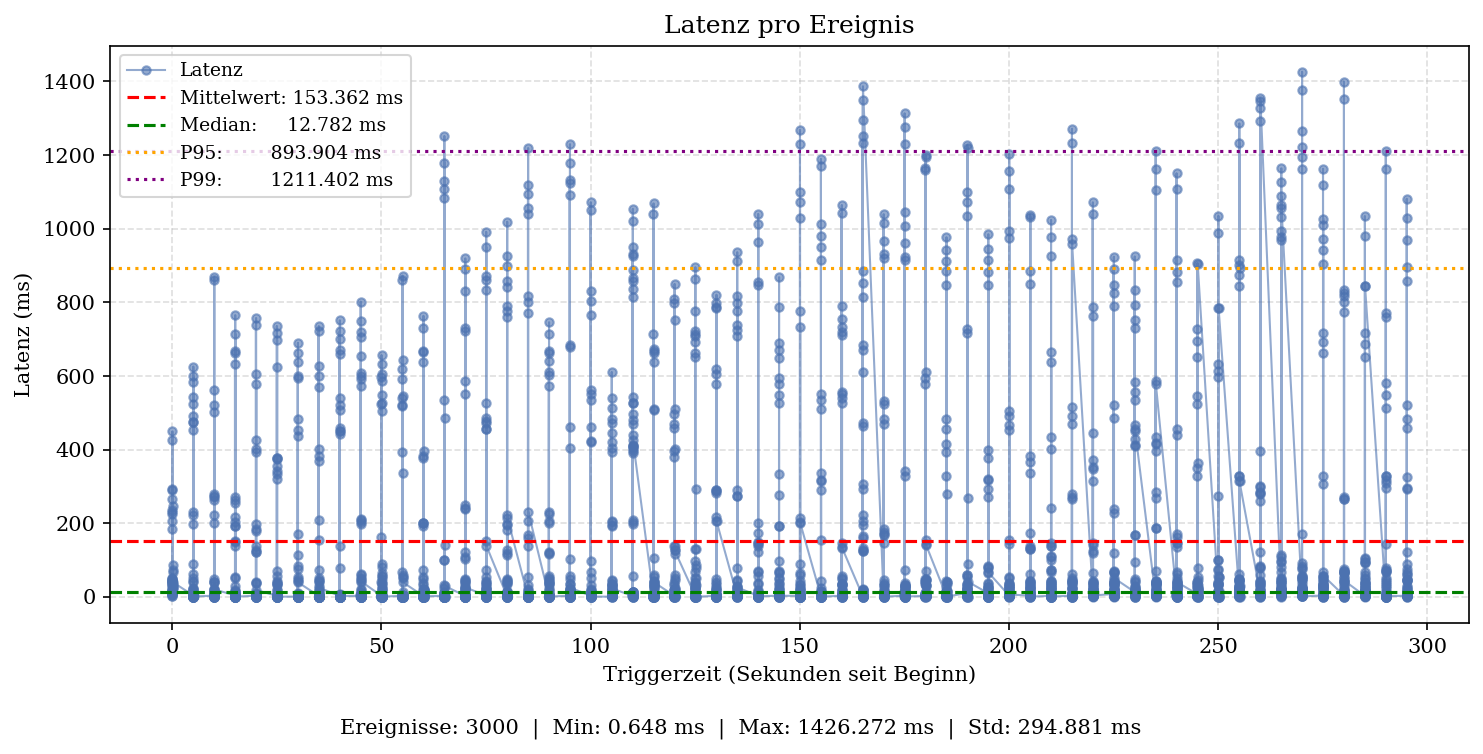 Latenz pro Ereignis
Latenz
Mittelwert: 153.362 ms
Median: 12.782 ms
P95: 893.904 ms
P99: 1211.402 ms
Latenz (ms)
1400
1200
1000
800
600
400
200
0
0 50 100 150 200 250 300
Triggerzeit (Sekunden seit Beginn)
Ereignisse: 3000 | Min: 0.648 ms | Max: 1426.272 ms | Std: 294.881 ms